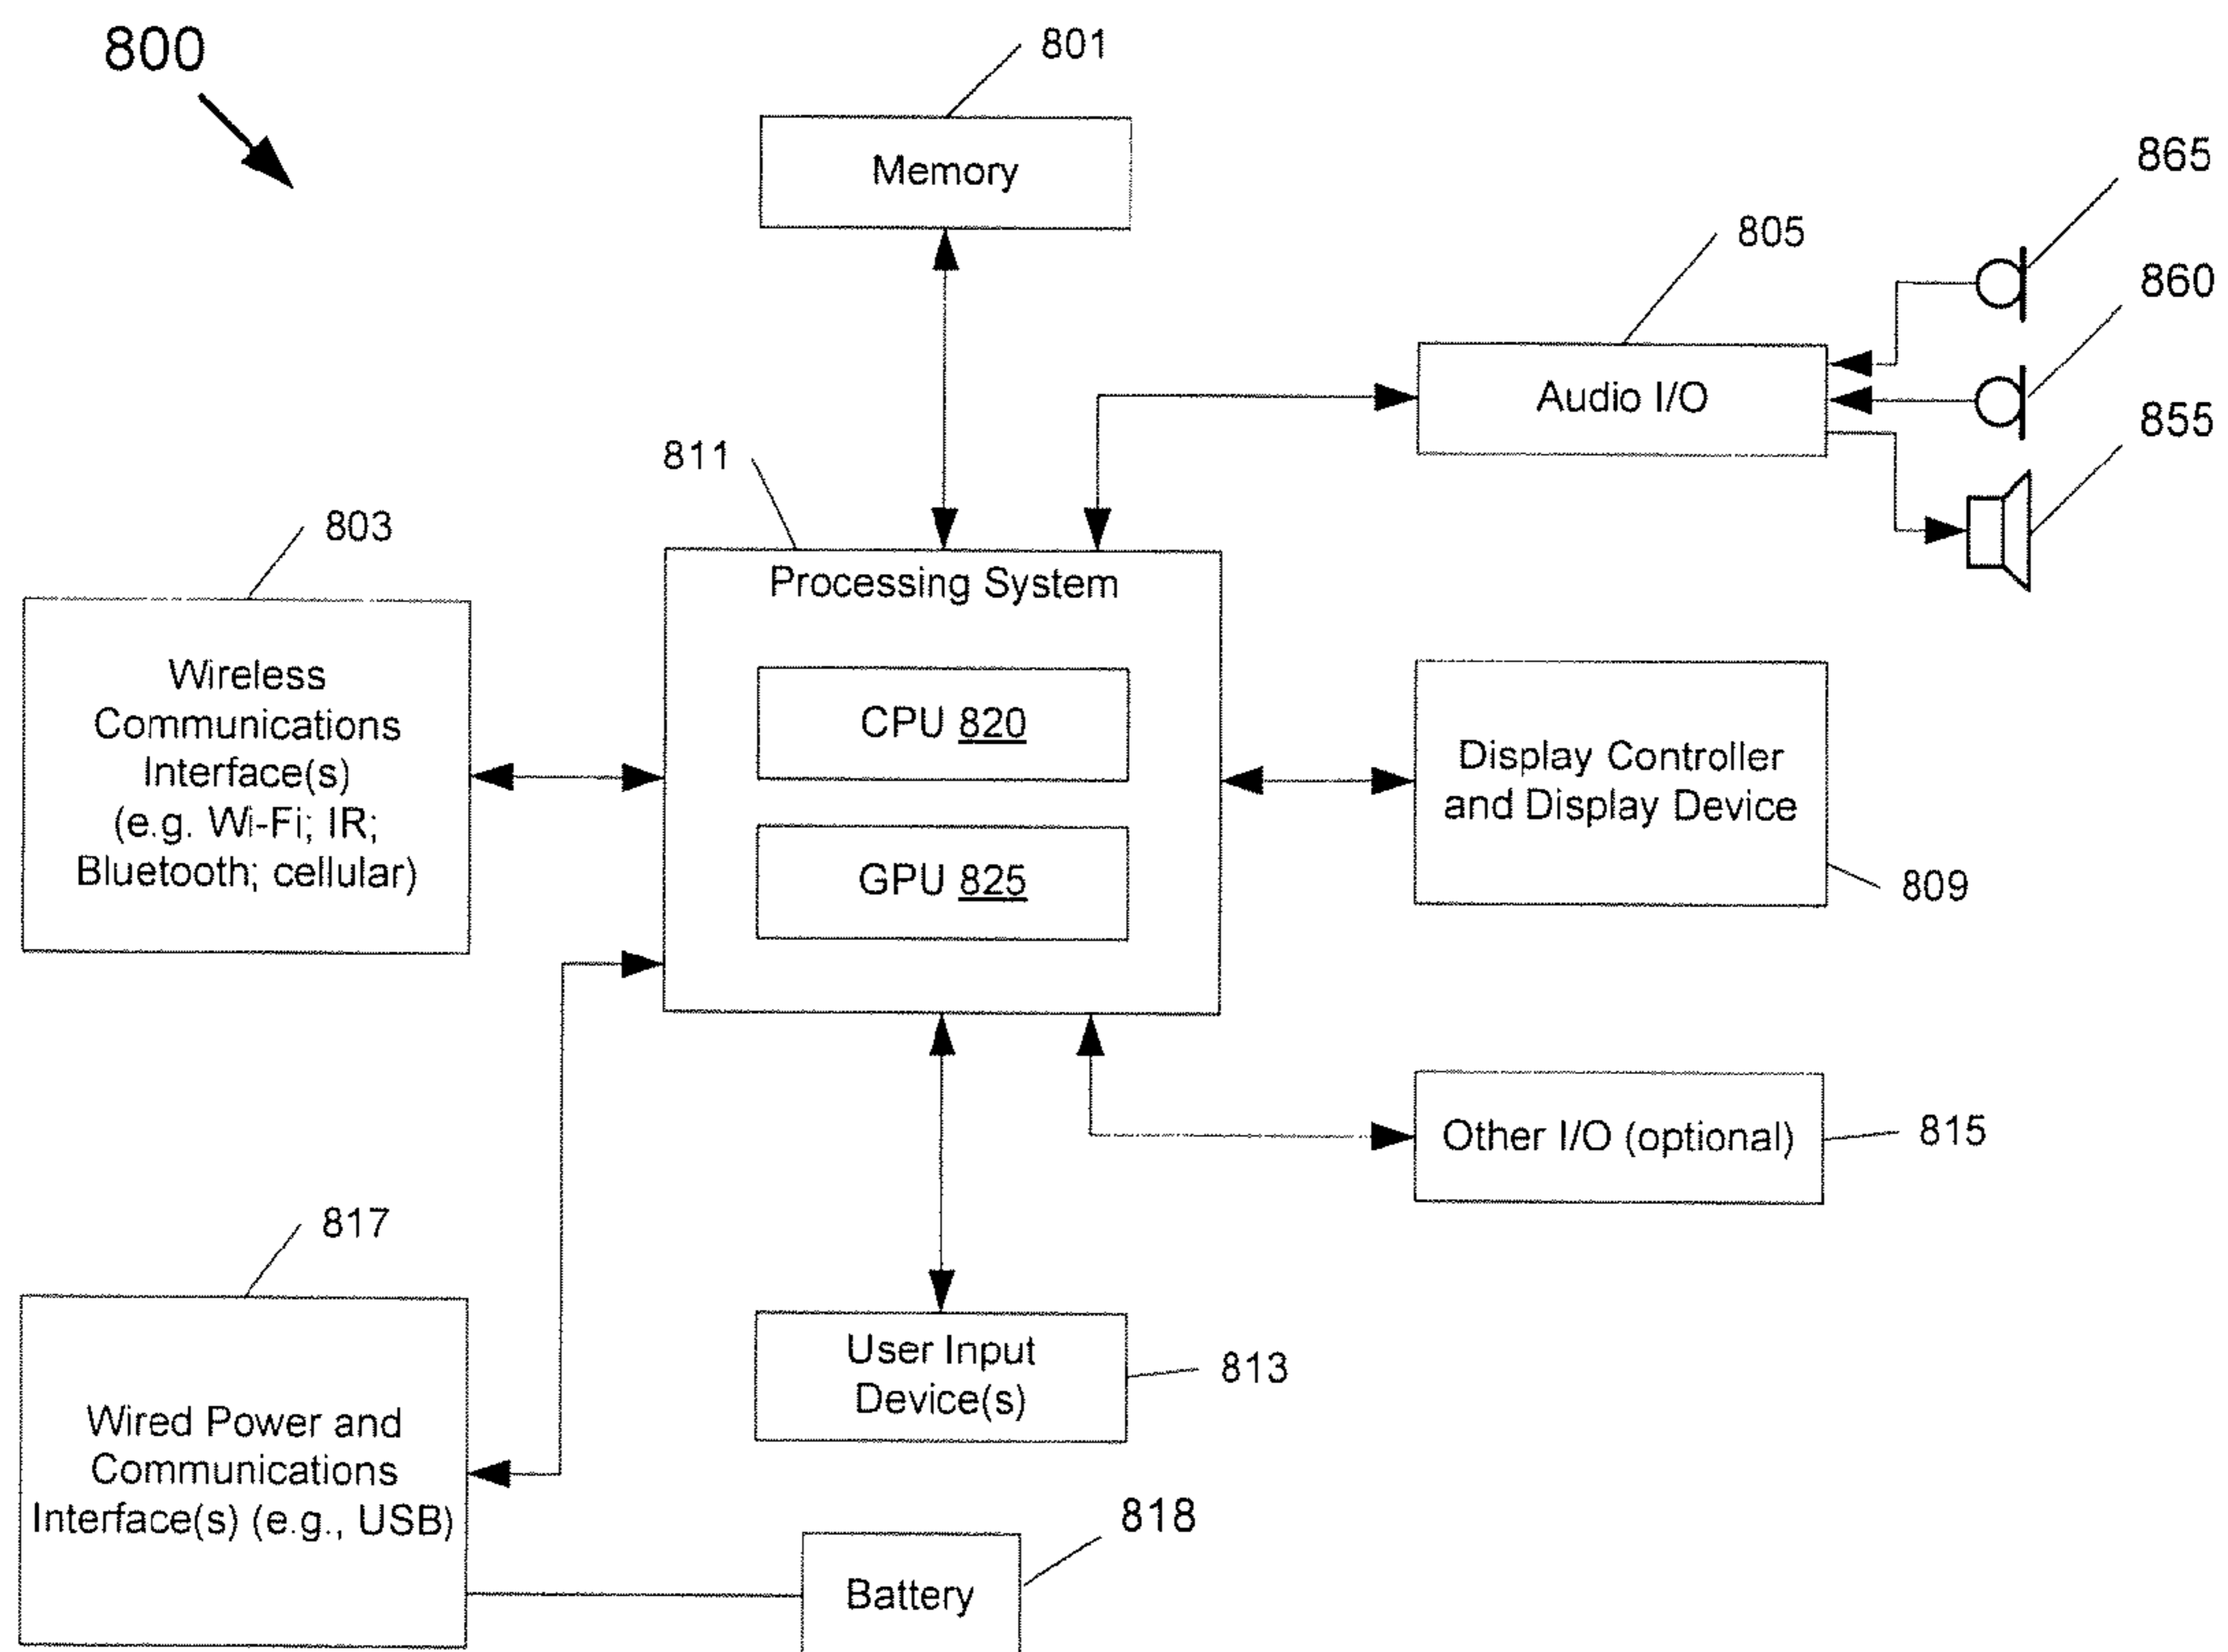 800
801
Memory
865
805
860
Audio I/O
855
811
Processing System
803
Wireless
Communications
Interface(s)
(e.g. Wi-Fi; IR;
Bluetooth; cellular)
CPU 820
GPU 825
Display Controller
and Display Device
809
Other I/O (optional)
815
817
Wired Power and
Communications
Interface(s) (e.g., USB)
User Input
Device(s)
813
818
Battery